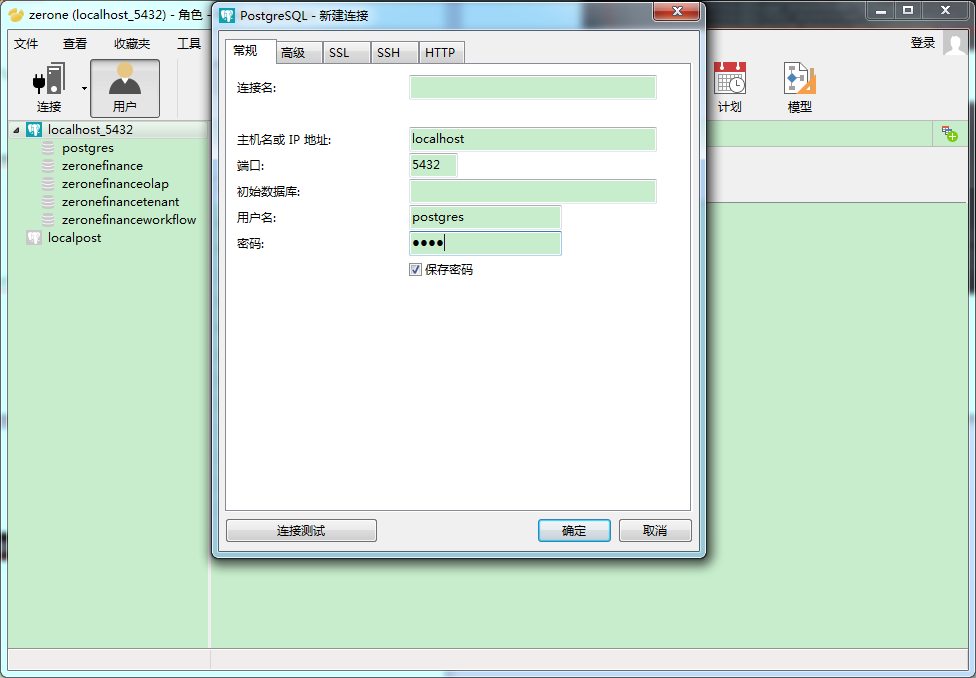 zerone (localhost_5432) - 角色 -
PostgreSQL - 新建连接
文件 查看 收藏夹 工具
登录
连接
用户
计划
模型
localhost_5432
postgres
zeronefinance
zeronefinanceolap
zeronefinancetenant
zeronefinanceworkflow
localpost
常规 高级 SSL SSH HTTP
连接名:
主机名或 IP 地址: localhost
端口: 5432
初始数据库:
用户名: postgres
密码: ●●●●
保存密码
连接测试 确定 取消